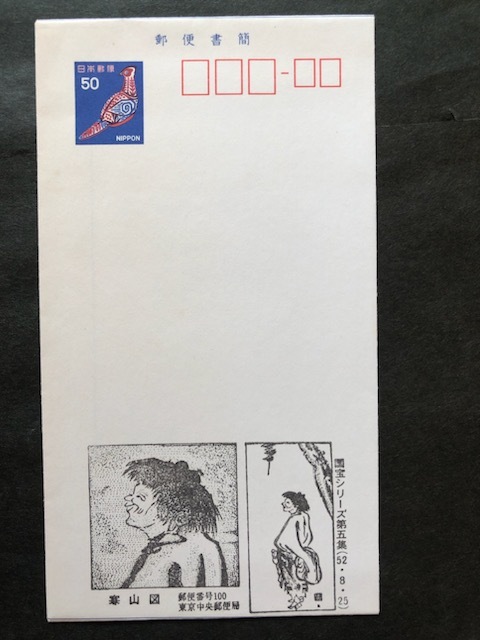 郵便書簡
日本郵便
50
NIPPON
国宝シリーズ第五集(52・8・25)
寒山図
郵便番号100
東京中央郵便局